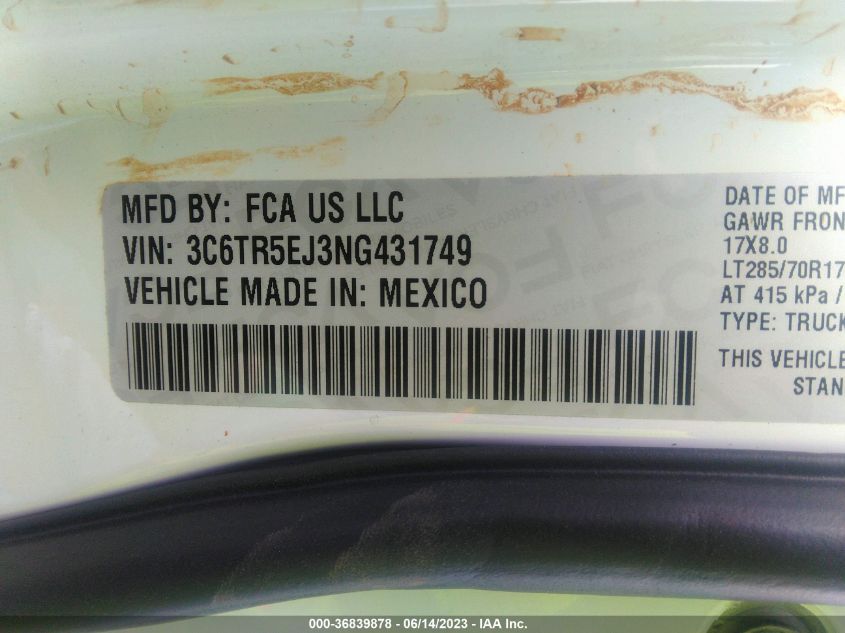 MFD BY: FCA US LLC
VIN: 3C6TR5EJ3NG431749
VEHICLE MADE IN: MEXICO
DATE OF MF
GAWR FRON
17X8.0
LT285/70R17
AT 415 kPa /
TYPE: TRUCK
THIS VEHICLE
STAN
000-36839878 - 06/14/2023 - IAA Inc.